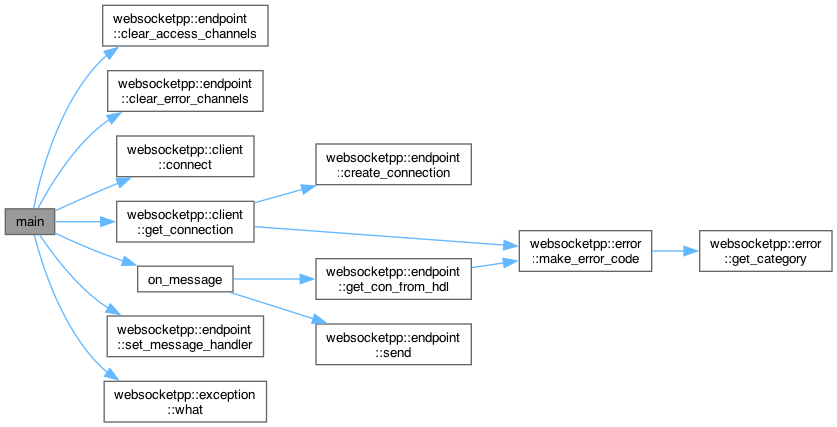 websocketpp::endpoint
::clear_access_channels
websocketpp::endpoint
::clear_error_channels
websocketpp::client
::connect
websocketpp::endpoint
::create_connection
main
websocketpp::client
::get_connection
websocketpp::error
::make_error_code
websocketpp::error
::get_category
on_message
websocketpp::endpoint
::get_con_from_hdl
websocketpp::endpoint
::set_message_handler
websocketpp::endpoint
::send
websocketpp::exception
::what